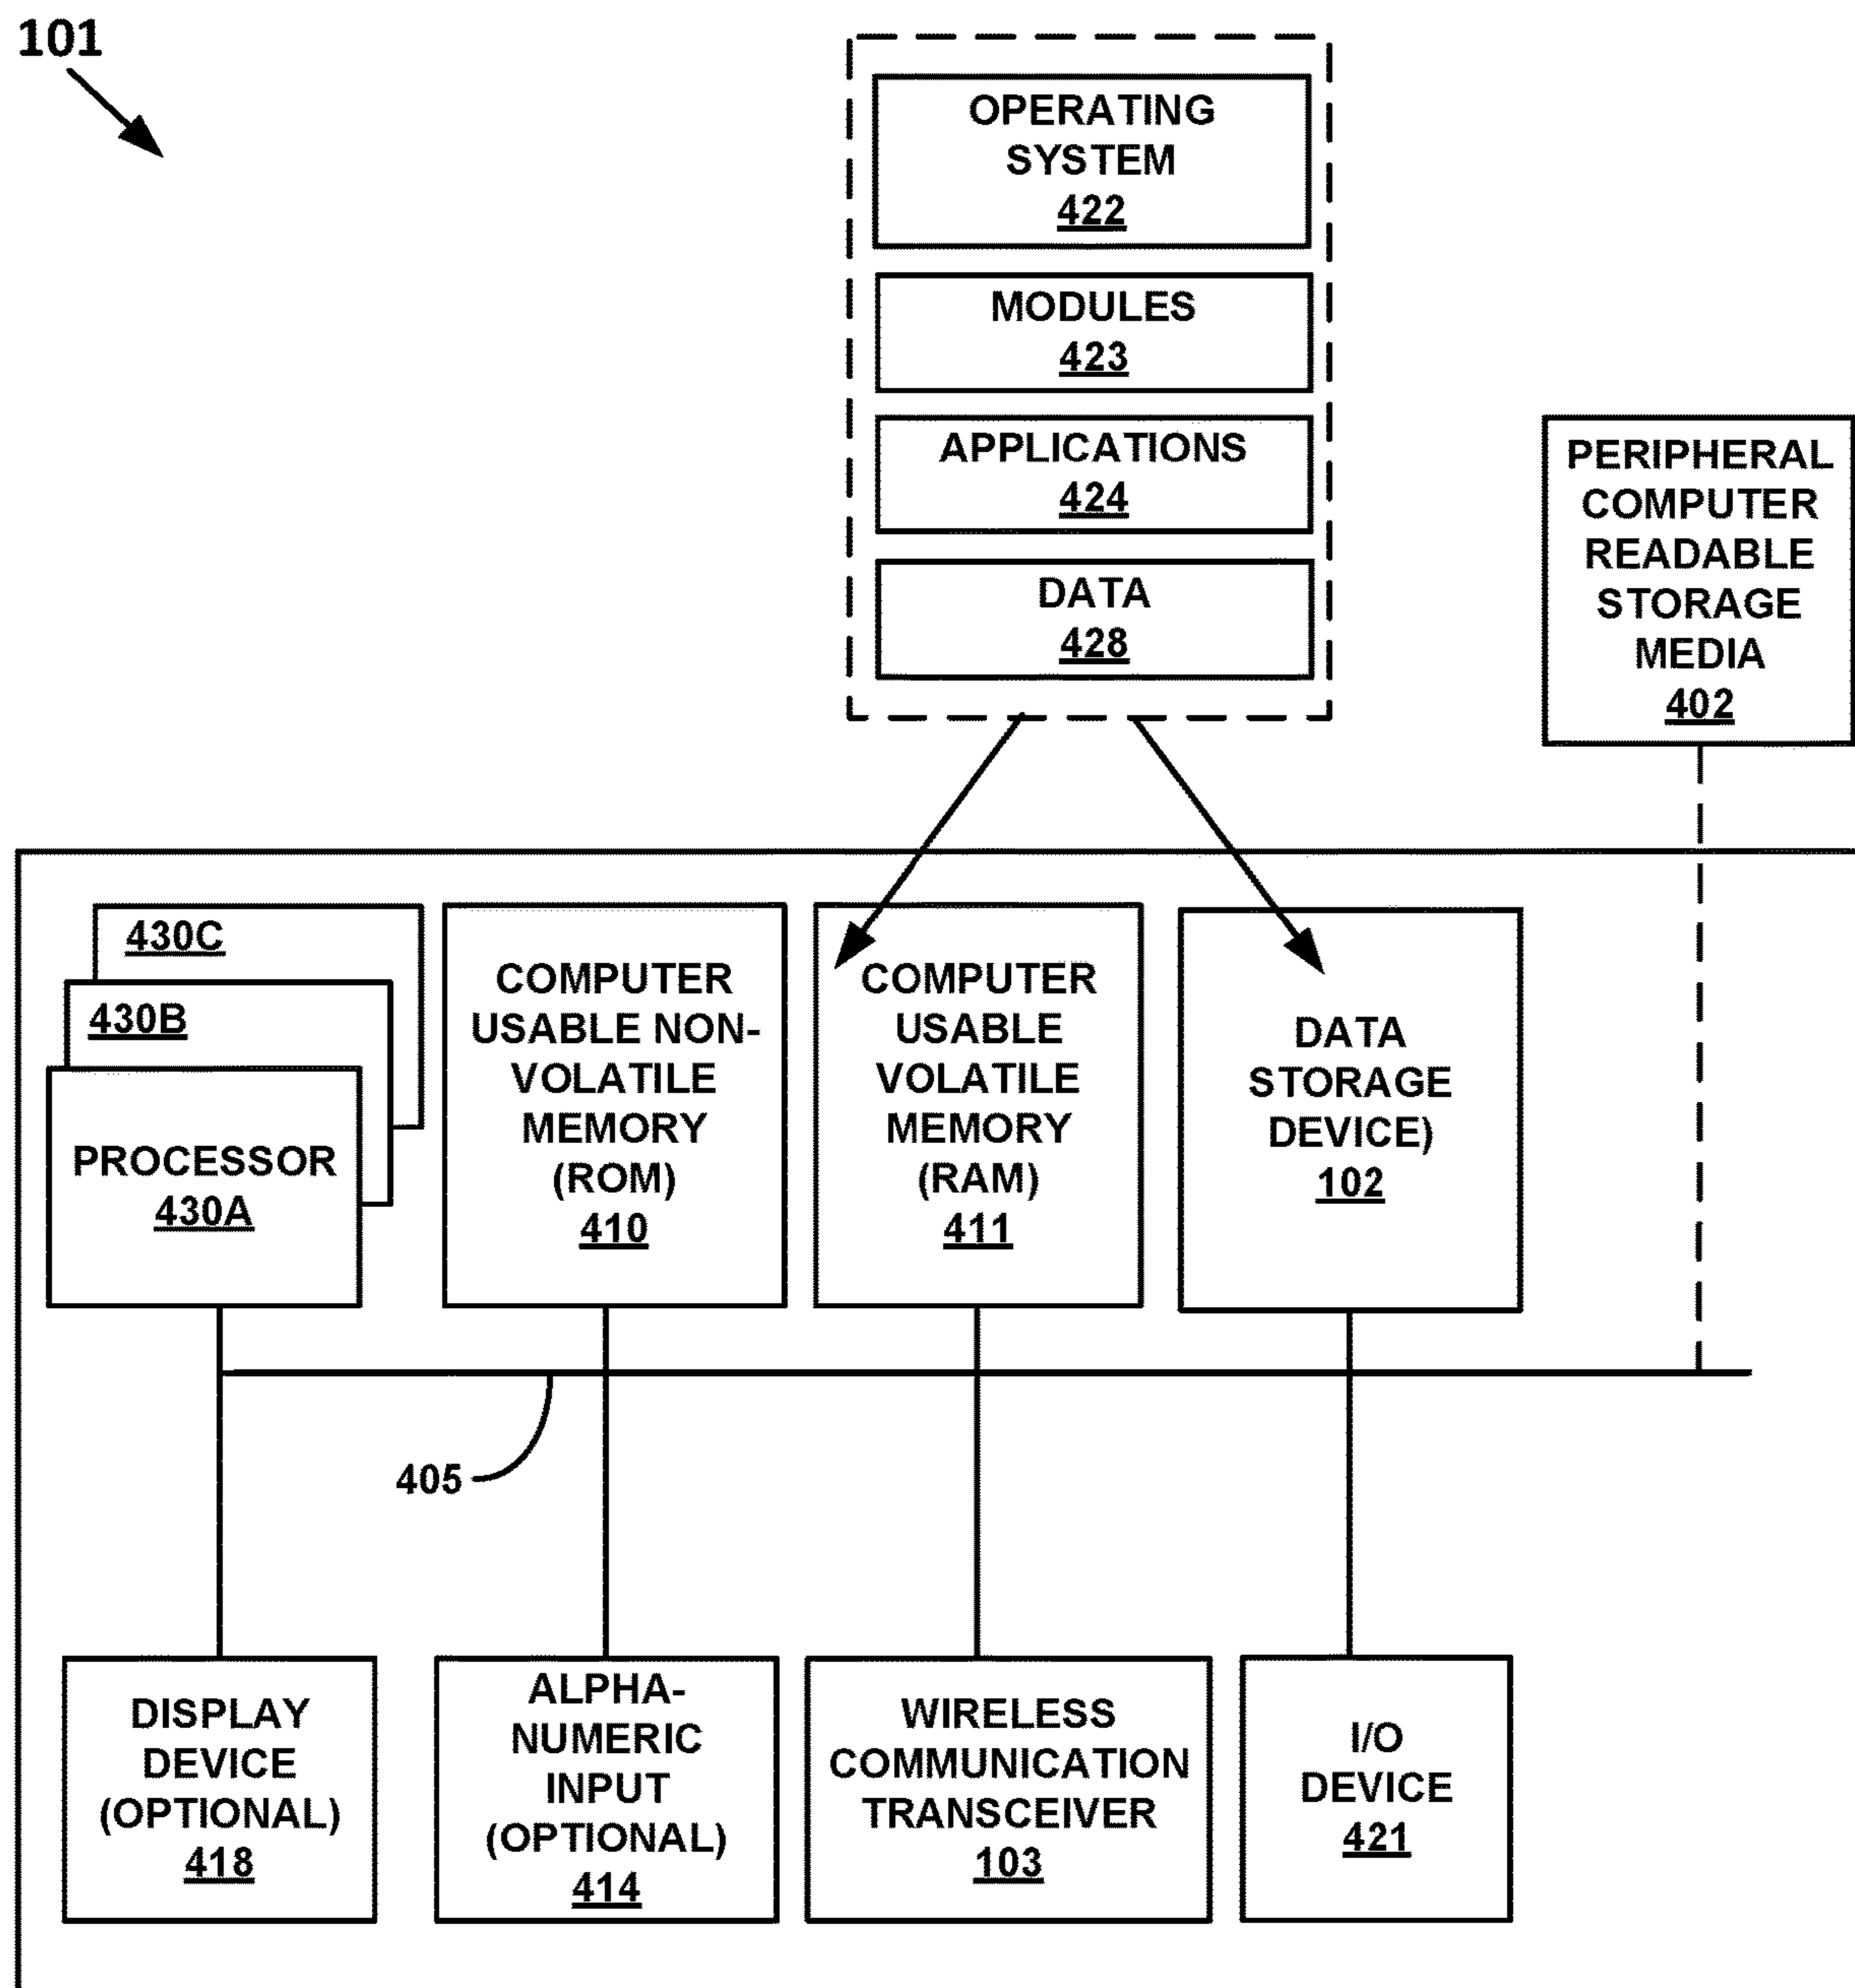 101
OPERATING
SYSTEM
422
MODULES
423
APPLICATIONS
424
DATA
428
PERIPHERAL
COMPUTER
READABLE
STORAGE
MEDIA
402
430C
430B
PROCESSOR
430A
COMPUTER
USABLE NON-
VOLATILE
MEMORY
(ROM)
410
COMPUTER
USABLE
VOLATILE
MEMORY
(RAM)
411
DATA
STORAGE
DEVICE)
102
405
DISPLAY
DEVICE
(OPTIONAL)
418
ALPHA-
NUMERIC
INPUT
(OPTIONAL)
414
WIRELESS
COMMUNICATION
TRANSCEIVER
103
I/O
DEVICE
421